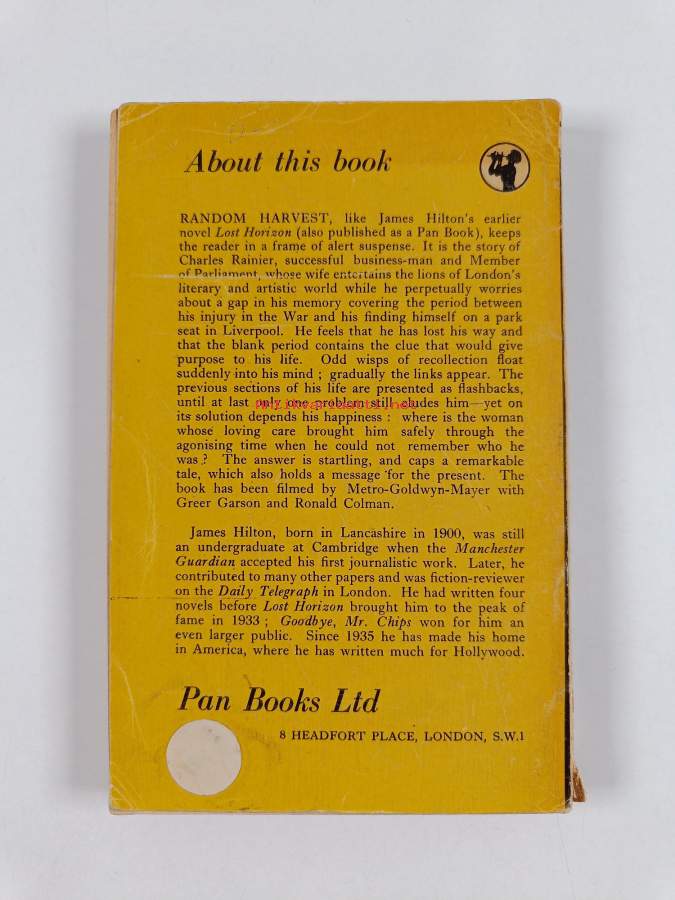 About this book
RANDOM HARVEST, like James Hilton's earlier
novel Lost Horizon (also published as a Pan Book), keeps
the reader in a frame of alert suspense. It is the story of
Charles Rainier, successful business-man and Member
of Parliament, whose wife entertains the lions of London's
literary and artistic world while he perpetually worries
about a gap in his memory covering the period between
his injury in the War and his finding himself on a park
seat in Liverpool. He feels that he has lost his way and
that the blank period contains the clue that would give
purpose to his life. Odd wisps of recollection float
suddenly into his mind ; gradually the links appear. The
previous sections of his life are presented as flashbacks,
until at last only one problem still eludes him—yet on
Antikvariaatti.net
its solution depends his happiness : where is the woman
whose loving care brought him safely through the
agonising time when he could not remember who he
was ? The answer is startling, and caps a remarkable
tale, which also holds a message for the present. The
book has been filmed by Metro-Goldwyn-Mayer with
Greer Garson and Ronald Colman.
James Hilton, born in Lancashire in 1900, was still
an undergraduate at Cambridge when the Manchester
Guardian accepted his first journalistic work. Later, he
contributed to many other papers and was fiction-reviewer
on the Daily Telegraph in London. He had written four
novels before Lost Horizon brought him to the peak of
fame in 1933 ; Goodbye, Mr. Chips won for him an
even larger public. Since 1935 he has made his home
in America, where he has written much for Hollywood.
Pan Books Ltd
8 HEADFORT PLACE, LONDON, S.W.1